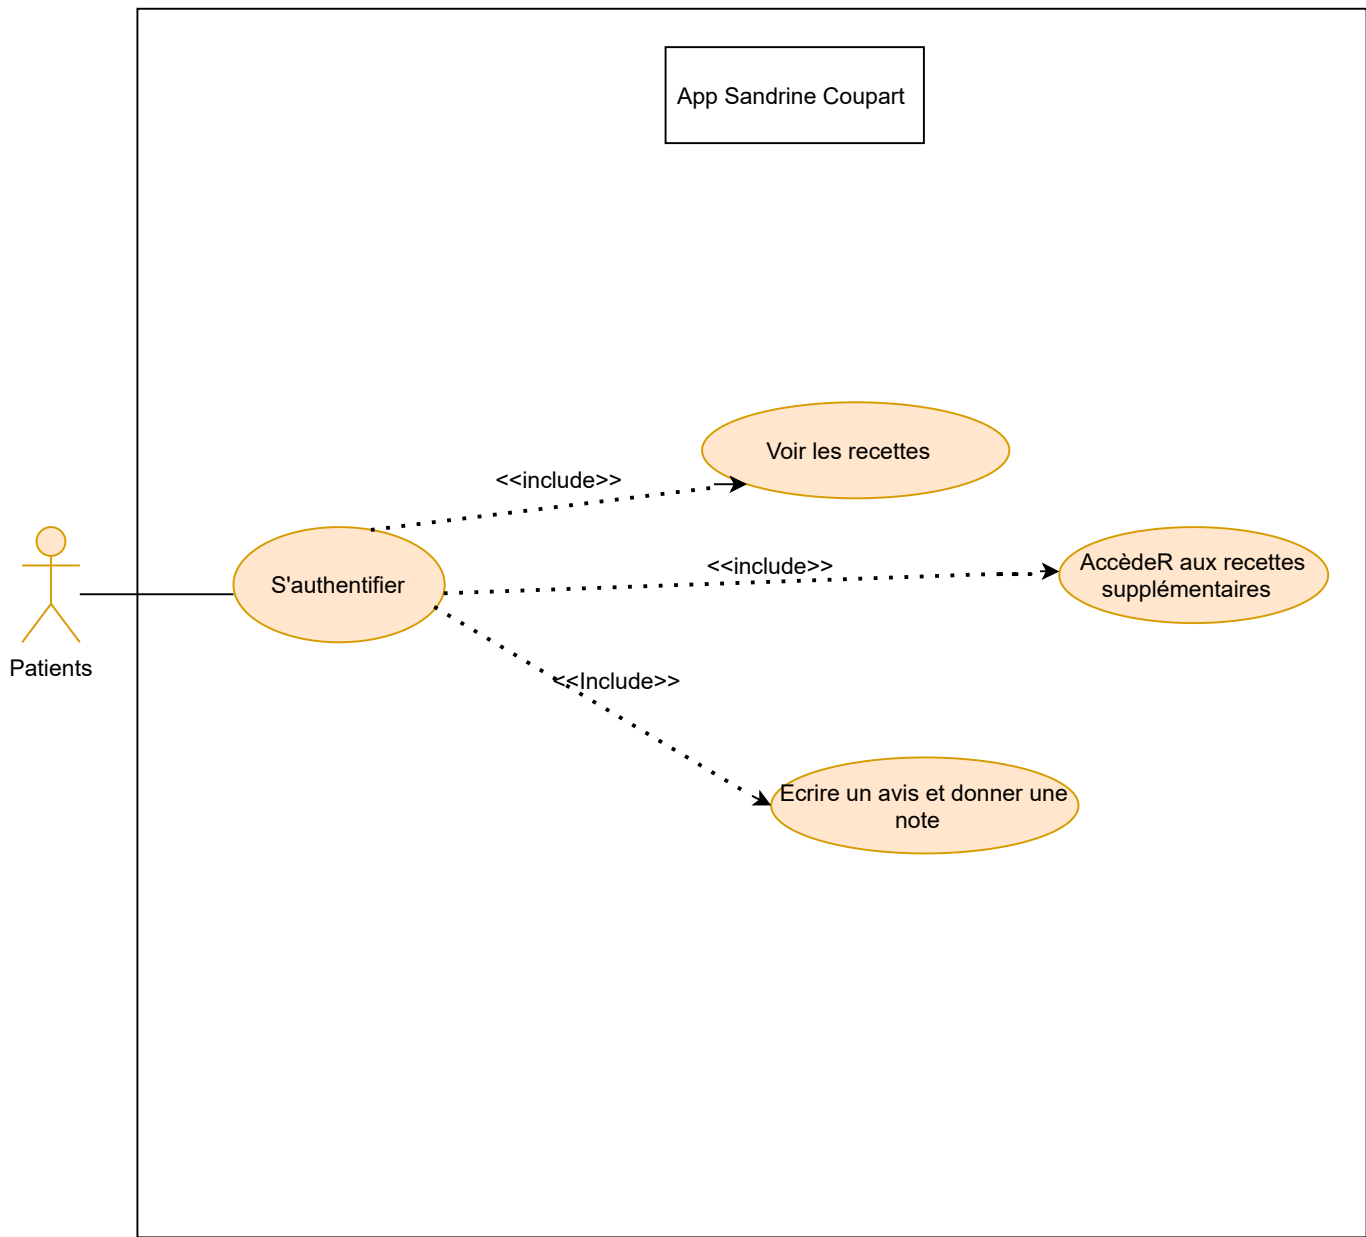 App Sandrine Coupart
Voir les recettes
<<include>>
<<include>>
AccèdeR aux recettes
supplémentaires
S'authentifier
Patients
<<Include>>
Ecrire un avis et donner une
note